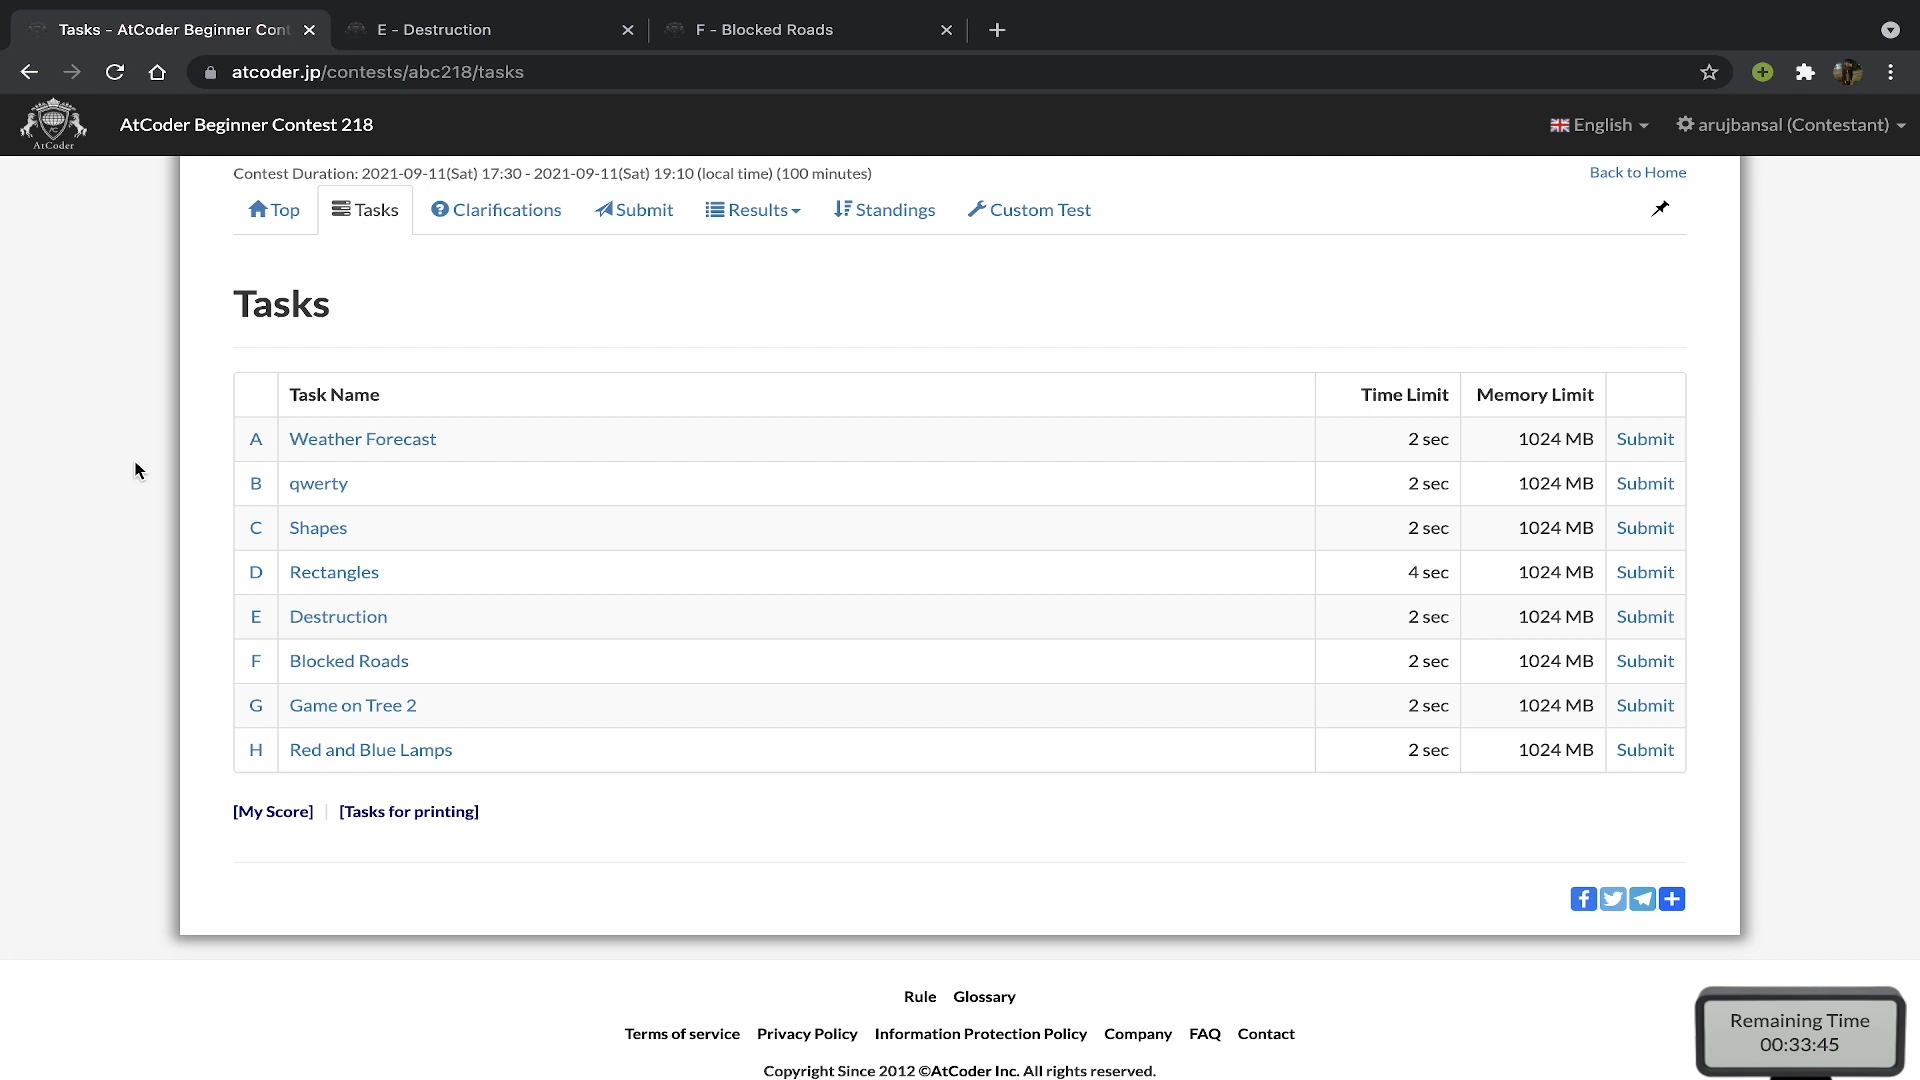 Tasks - AtCoder Beginner Cont
E - Destruction
F - Blocked Roads
atcoder.jp/contests/abc218/tasks
AtCoder
AtCoder Beginner Contest 218
English
arujbansal (Contestant)
Contest Duration: 2021-09-11(Sat) 17:30 - 2021-09-11(Sat) 19:10 (local time) (100 minutes)
Back to Home
Top
Tasks
Clarifications
Submit
Results
Standings
Custom Test
Tasks
Task Name Time Limit Memory Limit
A Weather Forecast 2 sec 1024 MB Submit
B qwerty 2 sec 1024 MB Submit
C Shapes 2 sec 1024 MB Submit
D Rectangles 4 sec 1024 MB Submit
E Destruction 2 sec 1024 MB Submit
F Blocked Roads 2 sec 1024 MB Submit
G Game on Tree 2 2 sec 1024 MB Submit
H Red and Blue Lamps 2 sec 1024 MB Submit
[My Score] | [Tasks for printing]
Rule Glossary
Terms of service Privacy Policy Information Protection Policy Company FAQ Contact
Copyright Since 2012 ©AtCoder Inc. All rights reserved.
Remaining Time
00:33:45